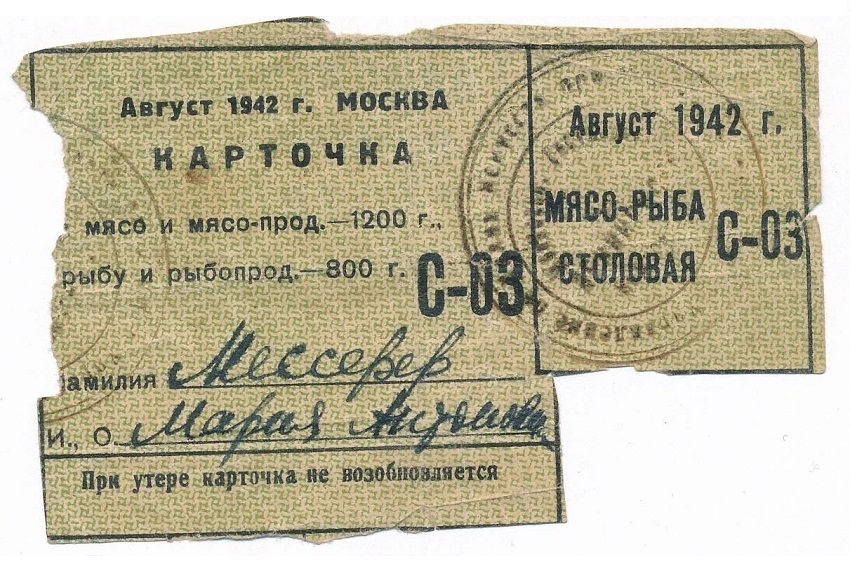 Август 1942 г. МОСКВА
КАРТОЧКА
мясо и мясо-прод.—1200 г.,
рыбу и рыбопрод.—800 г.
С-03
амилия Мессерер
И., О. Мария Антонов
При утере карточка не возобновляется
Август 1942 г.
МЯСО-РЫБА
СТОЛОВАЯ
С-03